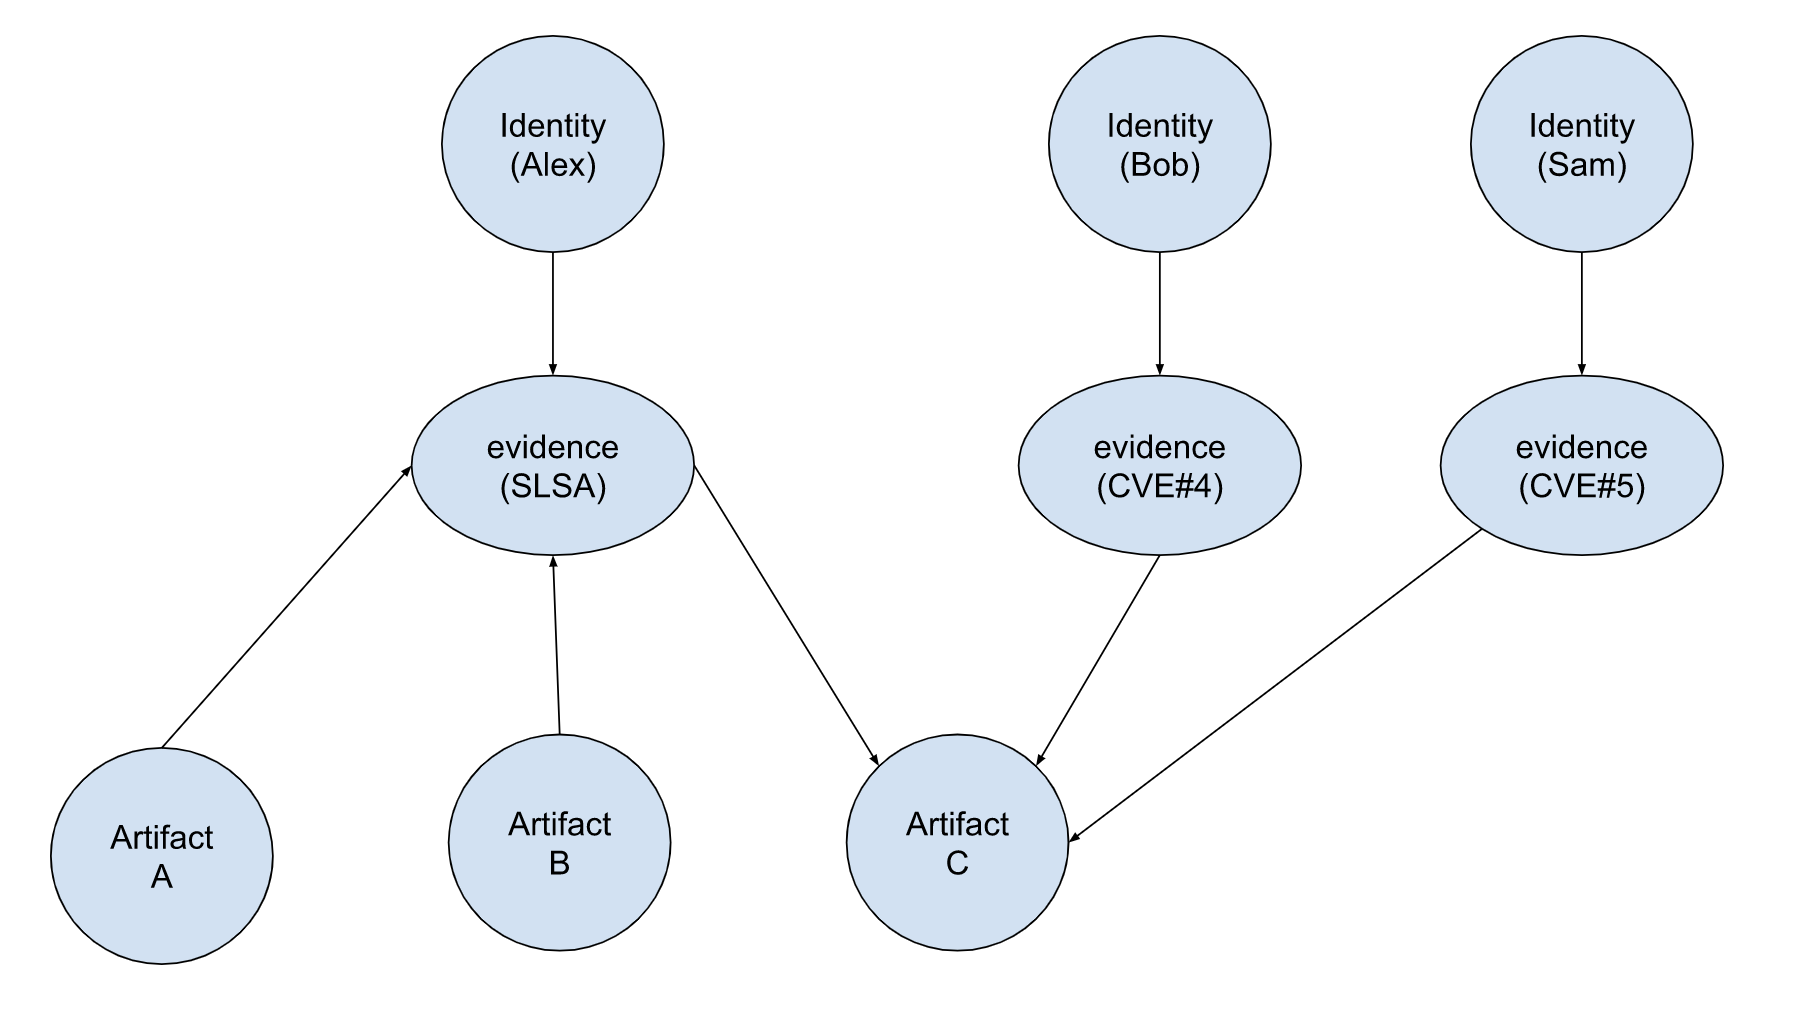 Identity
(Alex)
Identity
(Bob)
Identity
(Sam)
evidence
(SLSA)
evidence
(CVE#4)
evidence
(CVE#5)
Artifact
A
Artifact
B
Artifact
C